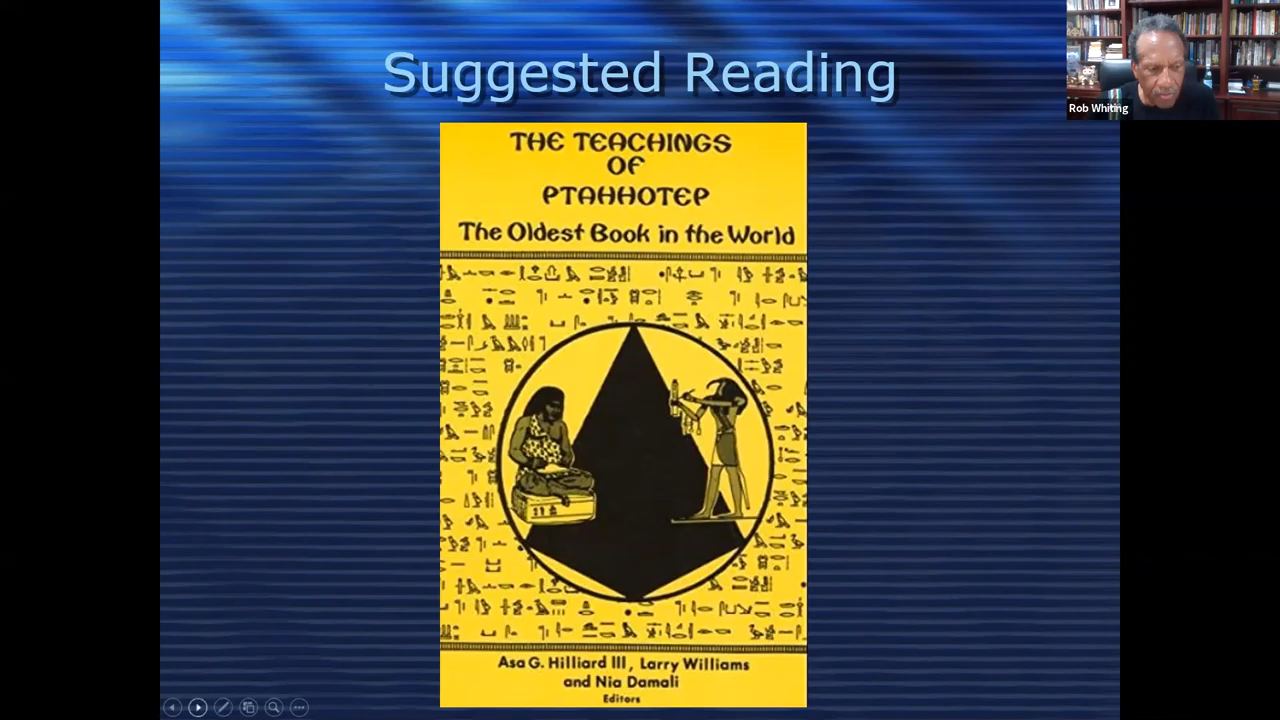 Suggested Reading
Rob Whiting
THE TEACHINGS
OF
PTAHHOTEP
The Oldest Book in the World
Asa G. Hilliard III, Larry Williams
and Nia Damali
Editors